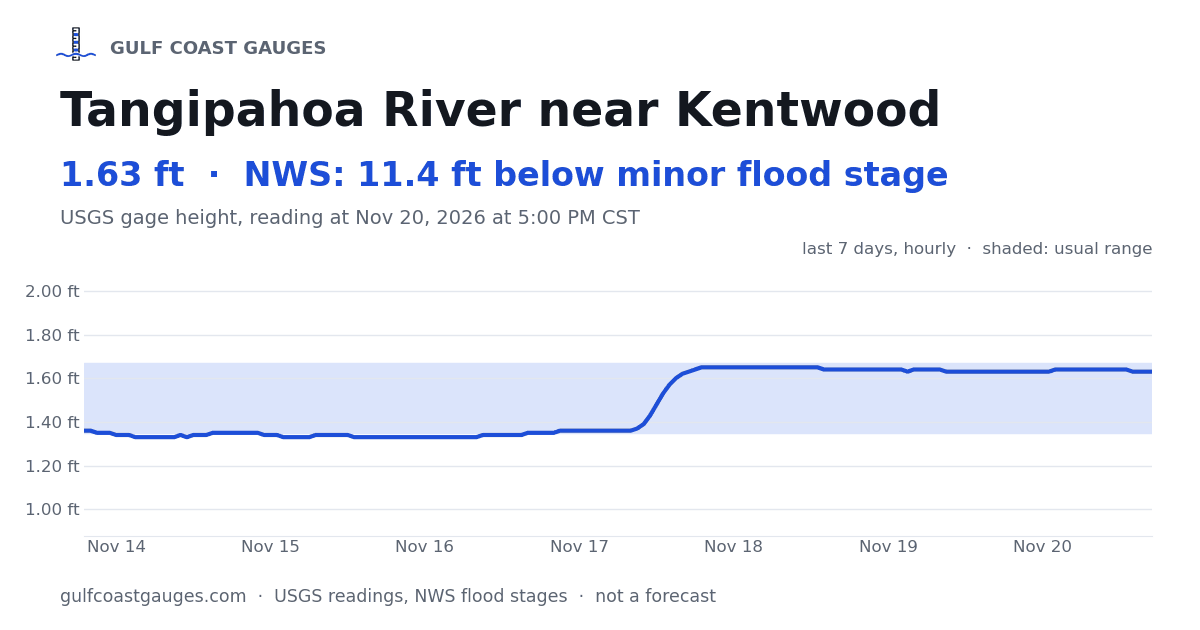 GULF COAST GAUGES
Tangipahoa River near Kentwood
1.63 ft · NWS: 11.4 ft below minor flood stage
USGS gage height, reading at Nov 20, 2026 at 5:00 PM CST
last 7 days, hourly · shaded: usual range
2.00 ft
1.80 ft
1.60 ft
1.40 ft
1.20 ft
1.00 ft
Nov 14 Nov 15 Nov 16 Nov 17 Nov 18 Nov 19 Nov 20
gulfcoastgauges.com · USGS readings, NWS flood stages · not a forecast